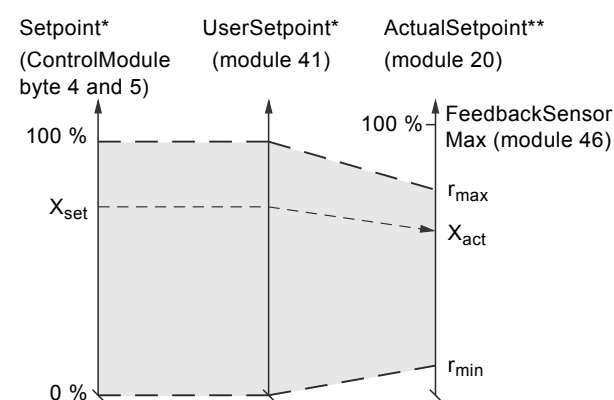 Setpoint*
(ControlModule
byte 4 and 5)
UserSetpoint*
(module 41)
ActualSetpoint**
(module 20)
100 %
100 %
FeedbackSensor
Max (module 46)
Xset
rmax
Xact
rmin
0 %